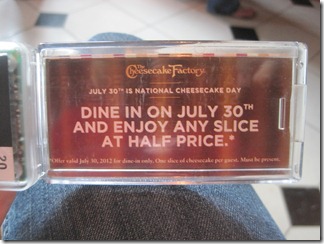 The Cheesecake Factory
JULY 30TH IS NATIONAL CHEESECAKE DAY
DINE IN ON JULY 30TH
AND ENJOY ANY SLICE
AT HALF PRICE.*
*Offer valid July 30, 2012 for dine-in only. One slice of cheesecake per guest. Must be present.
20